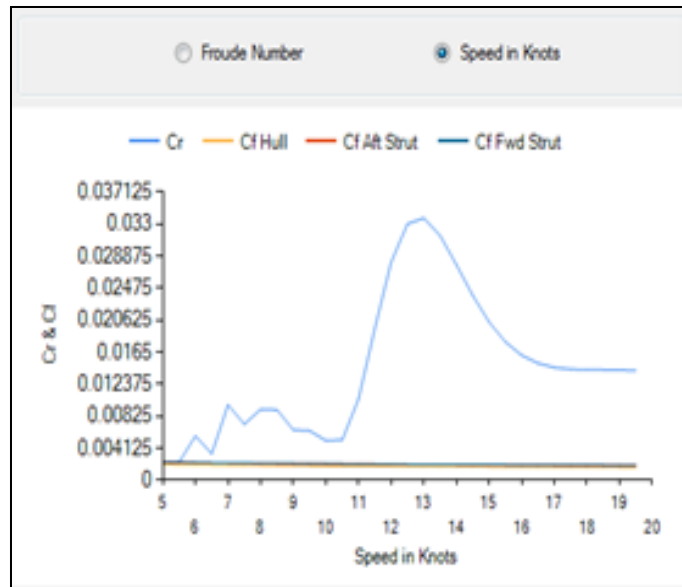 Froude Number Speed in Knots
Cr Cf Hull Cf Aft Strut Cf Fwd Strut
0.037125
0.033
0.028875
0.02475
0.020625
0.0165
0.012375
0.00825
0.004125
0
Cr & Cf
5 7 9 11 13 15 17 19
6 8 10 12 14 16 18 20
Speed in Knots